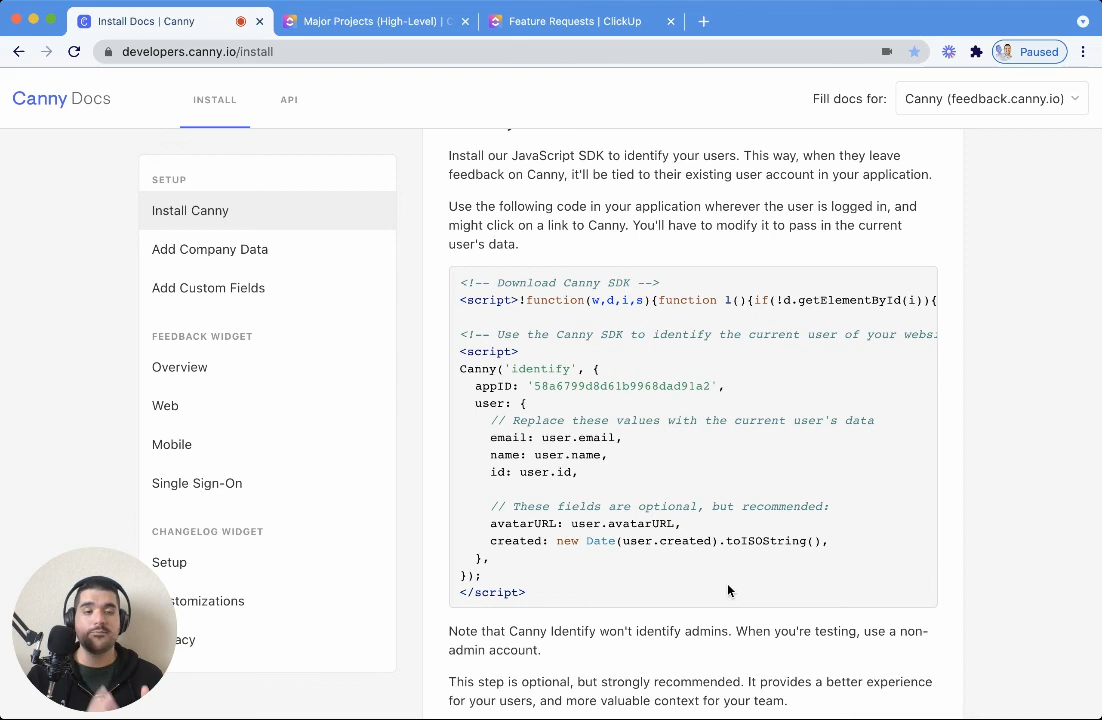 Install Docs | Canny
Major Projects (High-Level) | C
Feature Requests | ClickUp
developers.canny.io/install
Paused
Canny Docs
INSTALL
API
Fill docs for:
Canny (feedback.canny.io)
SETUP
Install Canny
Add Company Data
Add Custom Fields
FEEDBACK WIDGET
Overview
Web
Mobile
Single Sign-On
CHANGELOG WIDGET
Setup
stomizations
acy
Install our JavaScript SDK to identify your users. This way, when they leave
feedback on Canny, it'll be tied to their existing user account in your application.
Use the following code in your application wherever the user is logged in, and
might click on a link to Canny. You'll have to modify it to pass in the current
user's data.
<!-- Download Canny SDK -->
<script>!function(w,d,i,s){function l(){if(!d.getElementById(i)){
<!-- Use the Canny SDK to identify the current user of your webs
<script>
Canny('identify', {
appID: '58a6799d8d61b9968dad91a2',
user: {
// Replace these values with the current user's data
email: user.email,
name: user.name,
id: user.id,
// These fields are optional, but recommended:
avatarURL: user.avatarURL,
created: new Date(user.created).toISOString(),
},
});
</script>
Note that Canny Identify won't identify admins. When you're testing, use a non-
admin account.
This step is optional, but strongly recommended. It provides a better experience
for your users, and more valuable context for your team.